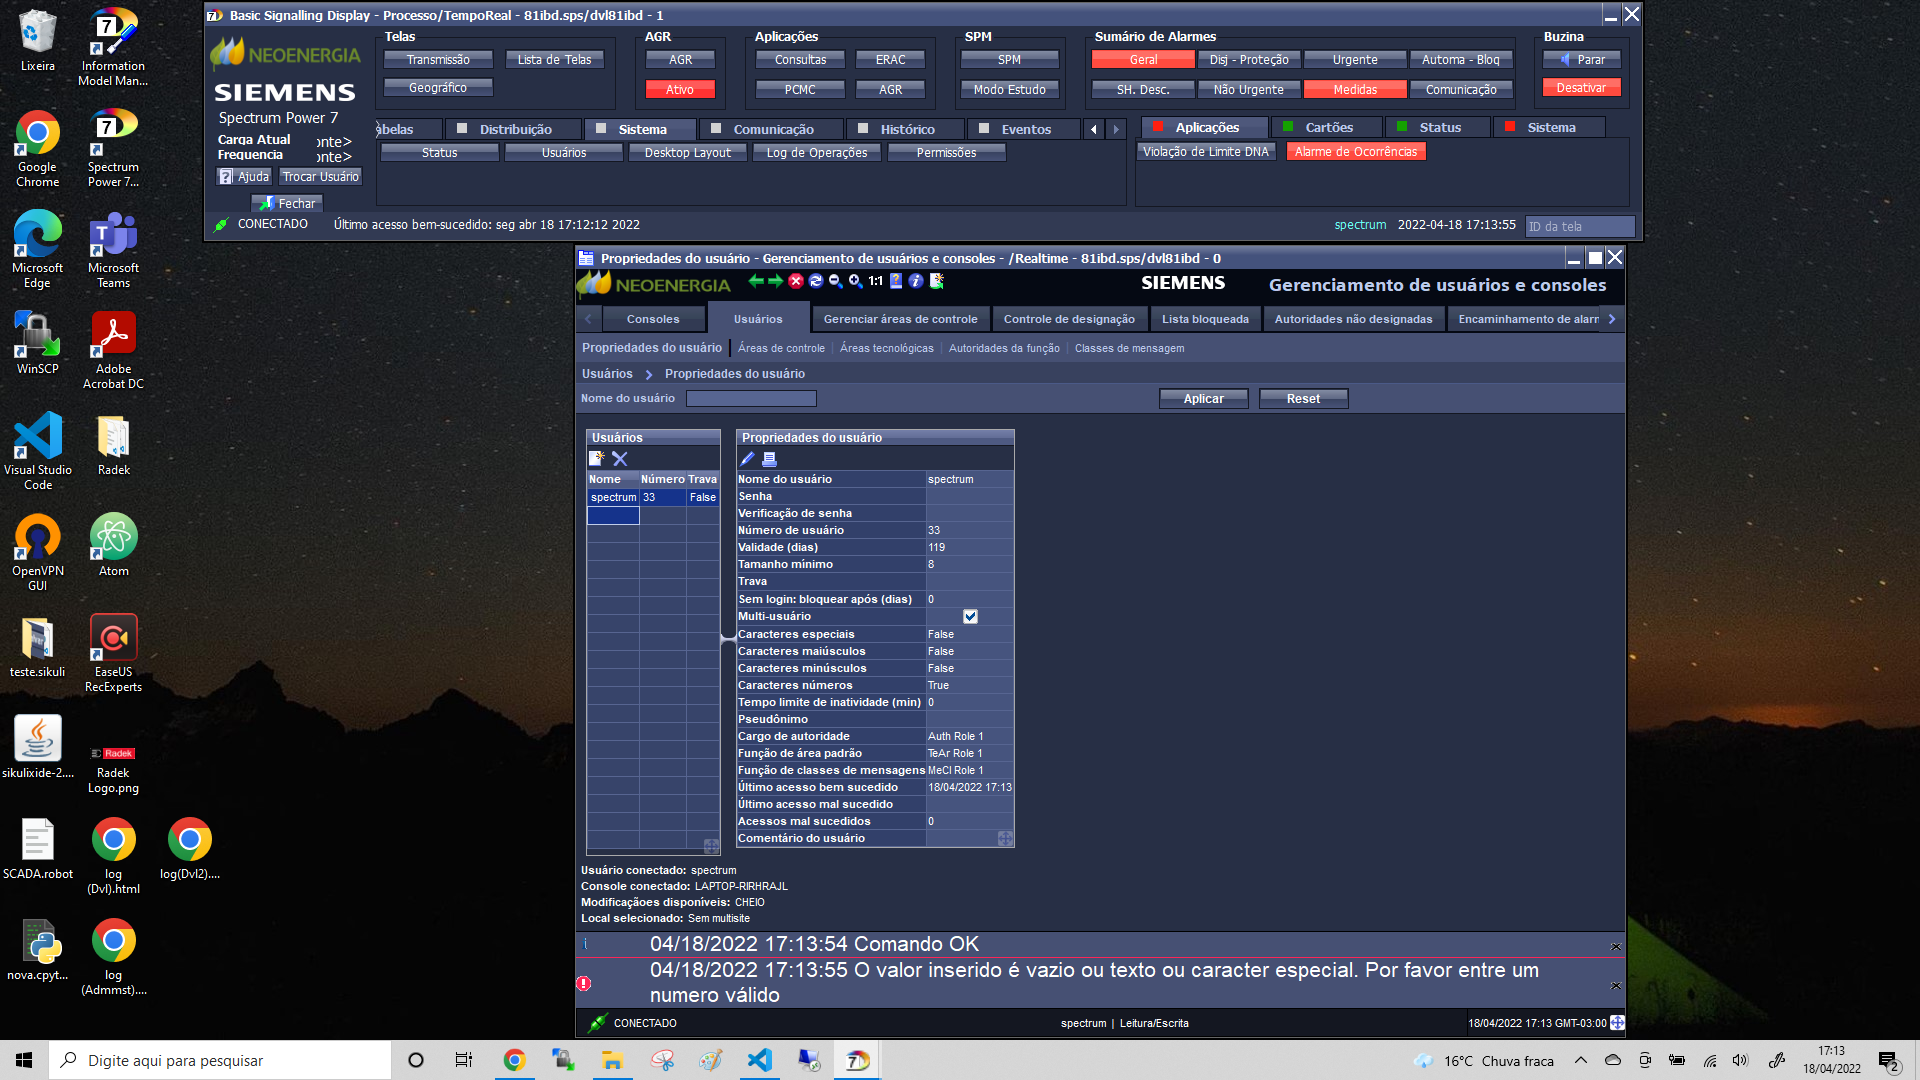 Basic Signalling Display - Processo/TempoReal - 81ibd.sps/dvl81ibd - 1
NEOENERGIA
SIEMENS
Spectrum Power 7
Carga Atual
onte>
Frequencia
onte>
Ajuda
Trocar Usuário
Fechar
Telas
Transmissão
Lista de Telas
Geográfico
AGR
AGR
Ativo
Aplicações
Consultas
ERAC
PCMC
AGR
SPM
SPM
Modo Estudo
Sumário de Alarmes
Geral
Disj - Proteção
Urgente
Automa - Bloq
SH. Desc.
Não Urgente
Medidas
Comunicação
Buzina
Parar
Desativar
abelas
Distribuição
Sistema
Comunicação
Histórico
Eventos
Status
Usuários
Desktop Layout
Log de Operações
Permissões
Aplicações
Cartões
Status
Sistema
Violação de Limite DNA
Alarme de Ocorrências
CONECTADO
Último acesso bem-sucedido: seg abr 18 17:12:12 2022
spectrum
2022-04-18 17:13:55
ID da tela
Lixeira
Information
Model Man...
Google
Chrome
Spectrum
Power 7...
Microsoft
Edge
Microsoft
Teams
WinSCP
Adobe
Acrobat DC
Visual Studio
Code
Radek
OpenVPN
GUI
Atom
teste.sikuli
EaseUS
RecExperts
sikulixide-2....
Radek
Radek
Logo.png
SCADA.robot
log
(Dvl).html
log(Dvl2)....
nova.cpyt...
log
(Admmst)....
Propriedades do usuário - Gerenciamento de usuários e consoles - /Realtime - 81ibd.sps/dvl81ibd - 0
NEOENERGIA
1:1
SIEMENS
Gerenciamento de usuários e consoles
Consoles
Usuários
Gerenciar áreas de controle
Controle de designação
Lista bloqueada
Autoridades não designadas
Encaminhamento de alarn
Propriedades do usuário
Áreas de controle
Áreas tecnológicas
Autoridades da função
Classes de mensagem
Usuários
Propriedades do usuário
Nome do usuário
Aplicar
Reset
Usuários
Nome Número Trava
spectrum 33 False
Propriedades do usuário
Nome do usuário spectrum
Senha
Verificação de senha
Número de usuário 33
Validade (dias) 119
Tamanho mínimo 8
Trava
Sem login: bloquear após (dias) 0
Multi-usuário
Caracteres especiais False
Caracteres maiúsculos False
Caracteres minúsculos False
Caracteres números True
Tempo limite de inatividade (min) 0
Pseudônimo
Cargo de autoridade Auth Role 1
Função de área padrão TeAr Role 1
Função de classes de mensagens MeCl Role 1
Último acesso bem sucedido 18/04/2022 17:13
Último acesso mal sucedido
Acessos mal sucedidos 0
Comentário do usuário
Usuário conectado: spectrum
Console conectado: LAPTOP-RIRHRAJL
Modificaçãoes disponíveis: CHEIO
Local selecionado: Sem multisite
04/18/2022 17:13:54 Comando OK
04/18/2022 17:13:55 O valor inserido é vazio ou texto ou caracter especial. Por favor entre um
numero válido
CONECTADO
spectrum | Leitura/Escrita
18/04/2022 17:13 GMT-03:00
Digite aqui para pesquisar
16°C Chuva fraca
17:13
18/04/2022
2